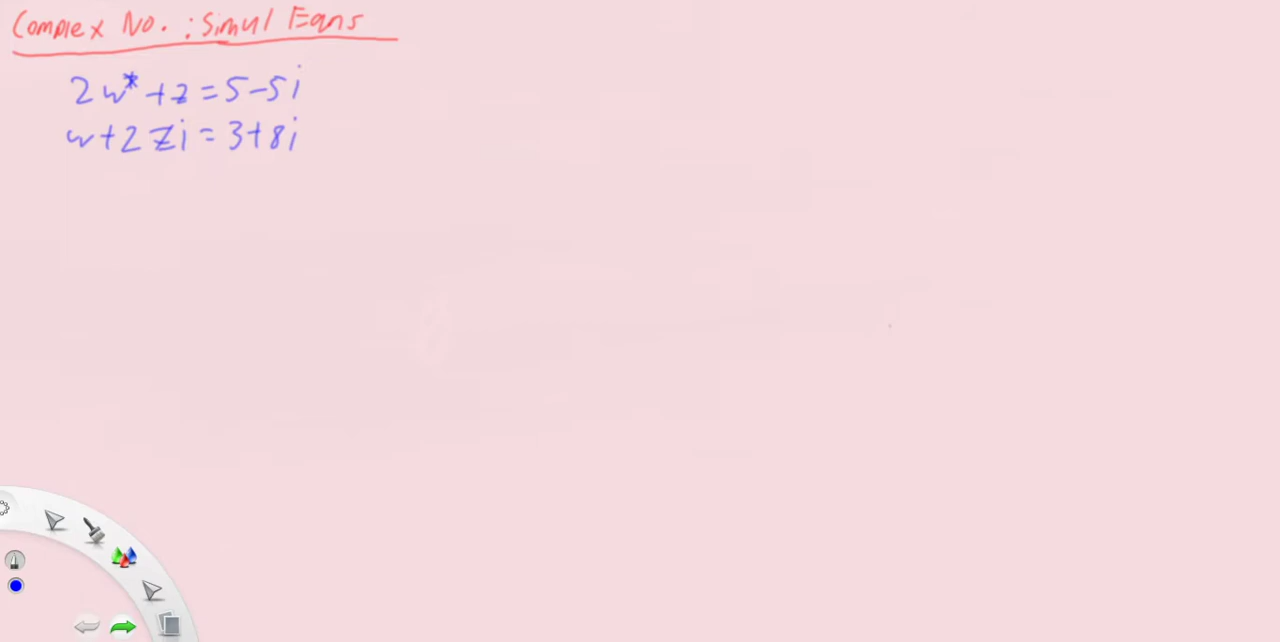 Complex No. : Simul Eqns
2w* + z = 5 - 5i
w + 2zi = 3 + 8i